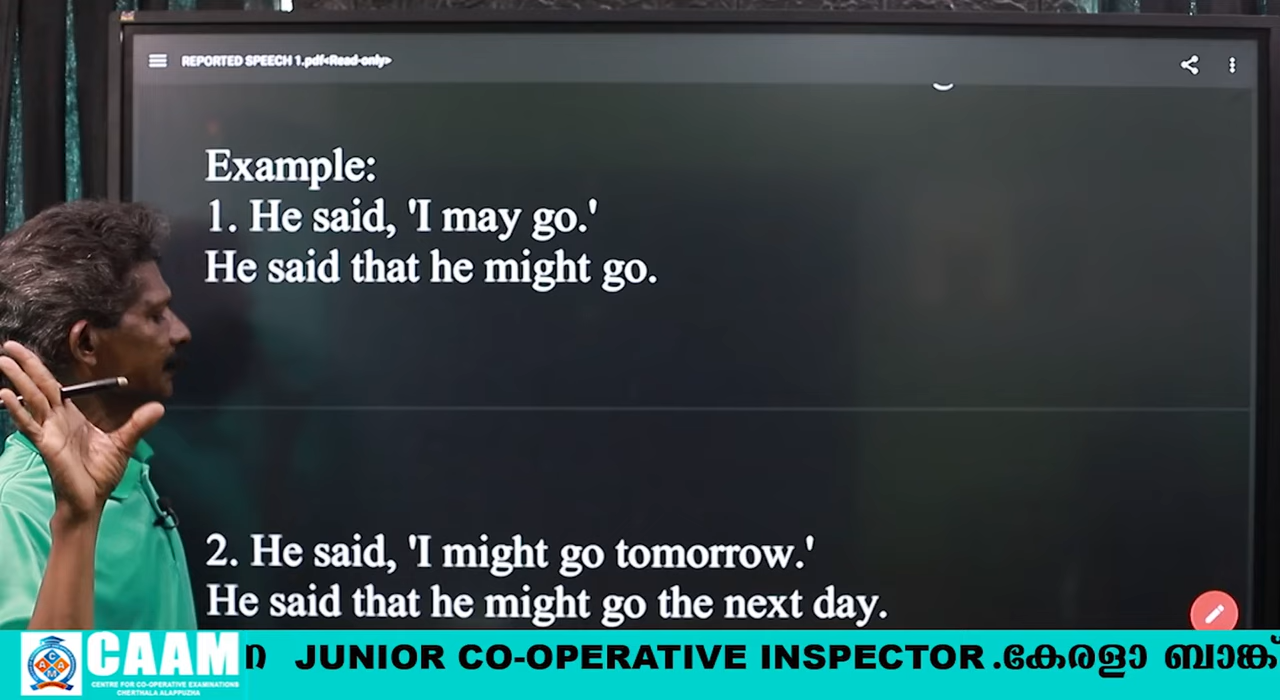 REPORTED SPEECH 1.pdf<Read-only>
Example:
1. He said, 'I may go.'
He said that he might go.
2. He said, 'I might go tomorrow.'
He said that he might go the next day.
CAAM
CENTRE FOR CO-OPERATIVE EXAMINATIONS
CHERTHALA ALAPPUZHA
JUNIOR CO-OPERATIVE INSPECTOR .കേരളാ ബാങ്ക്